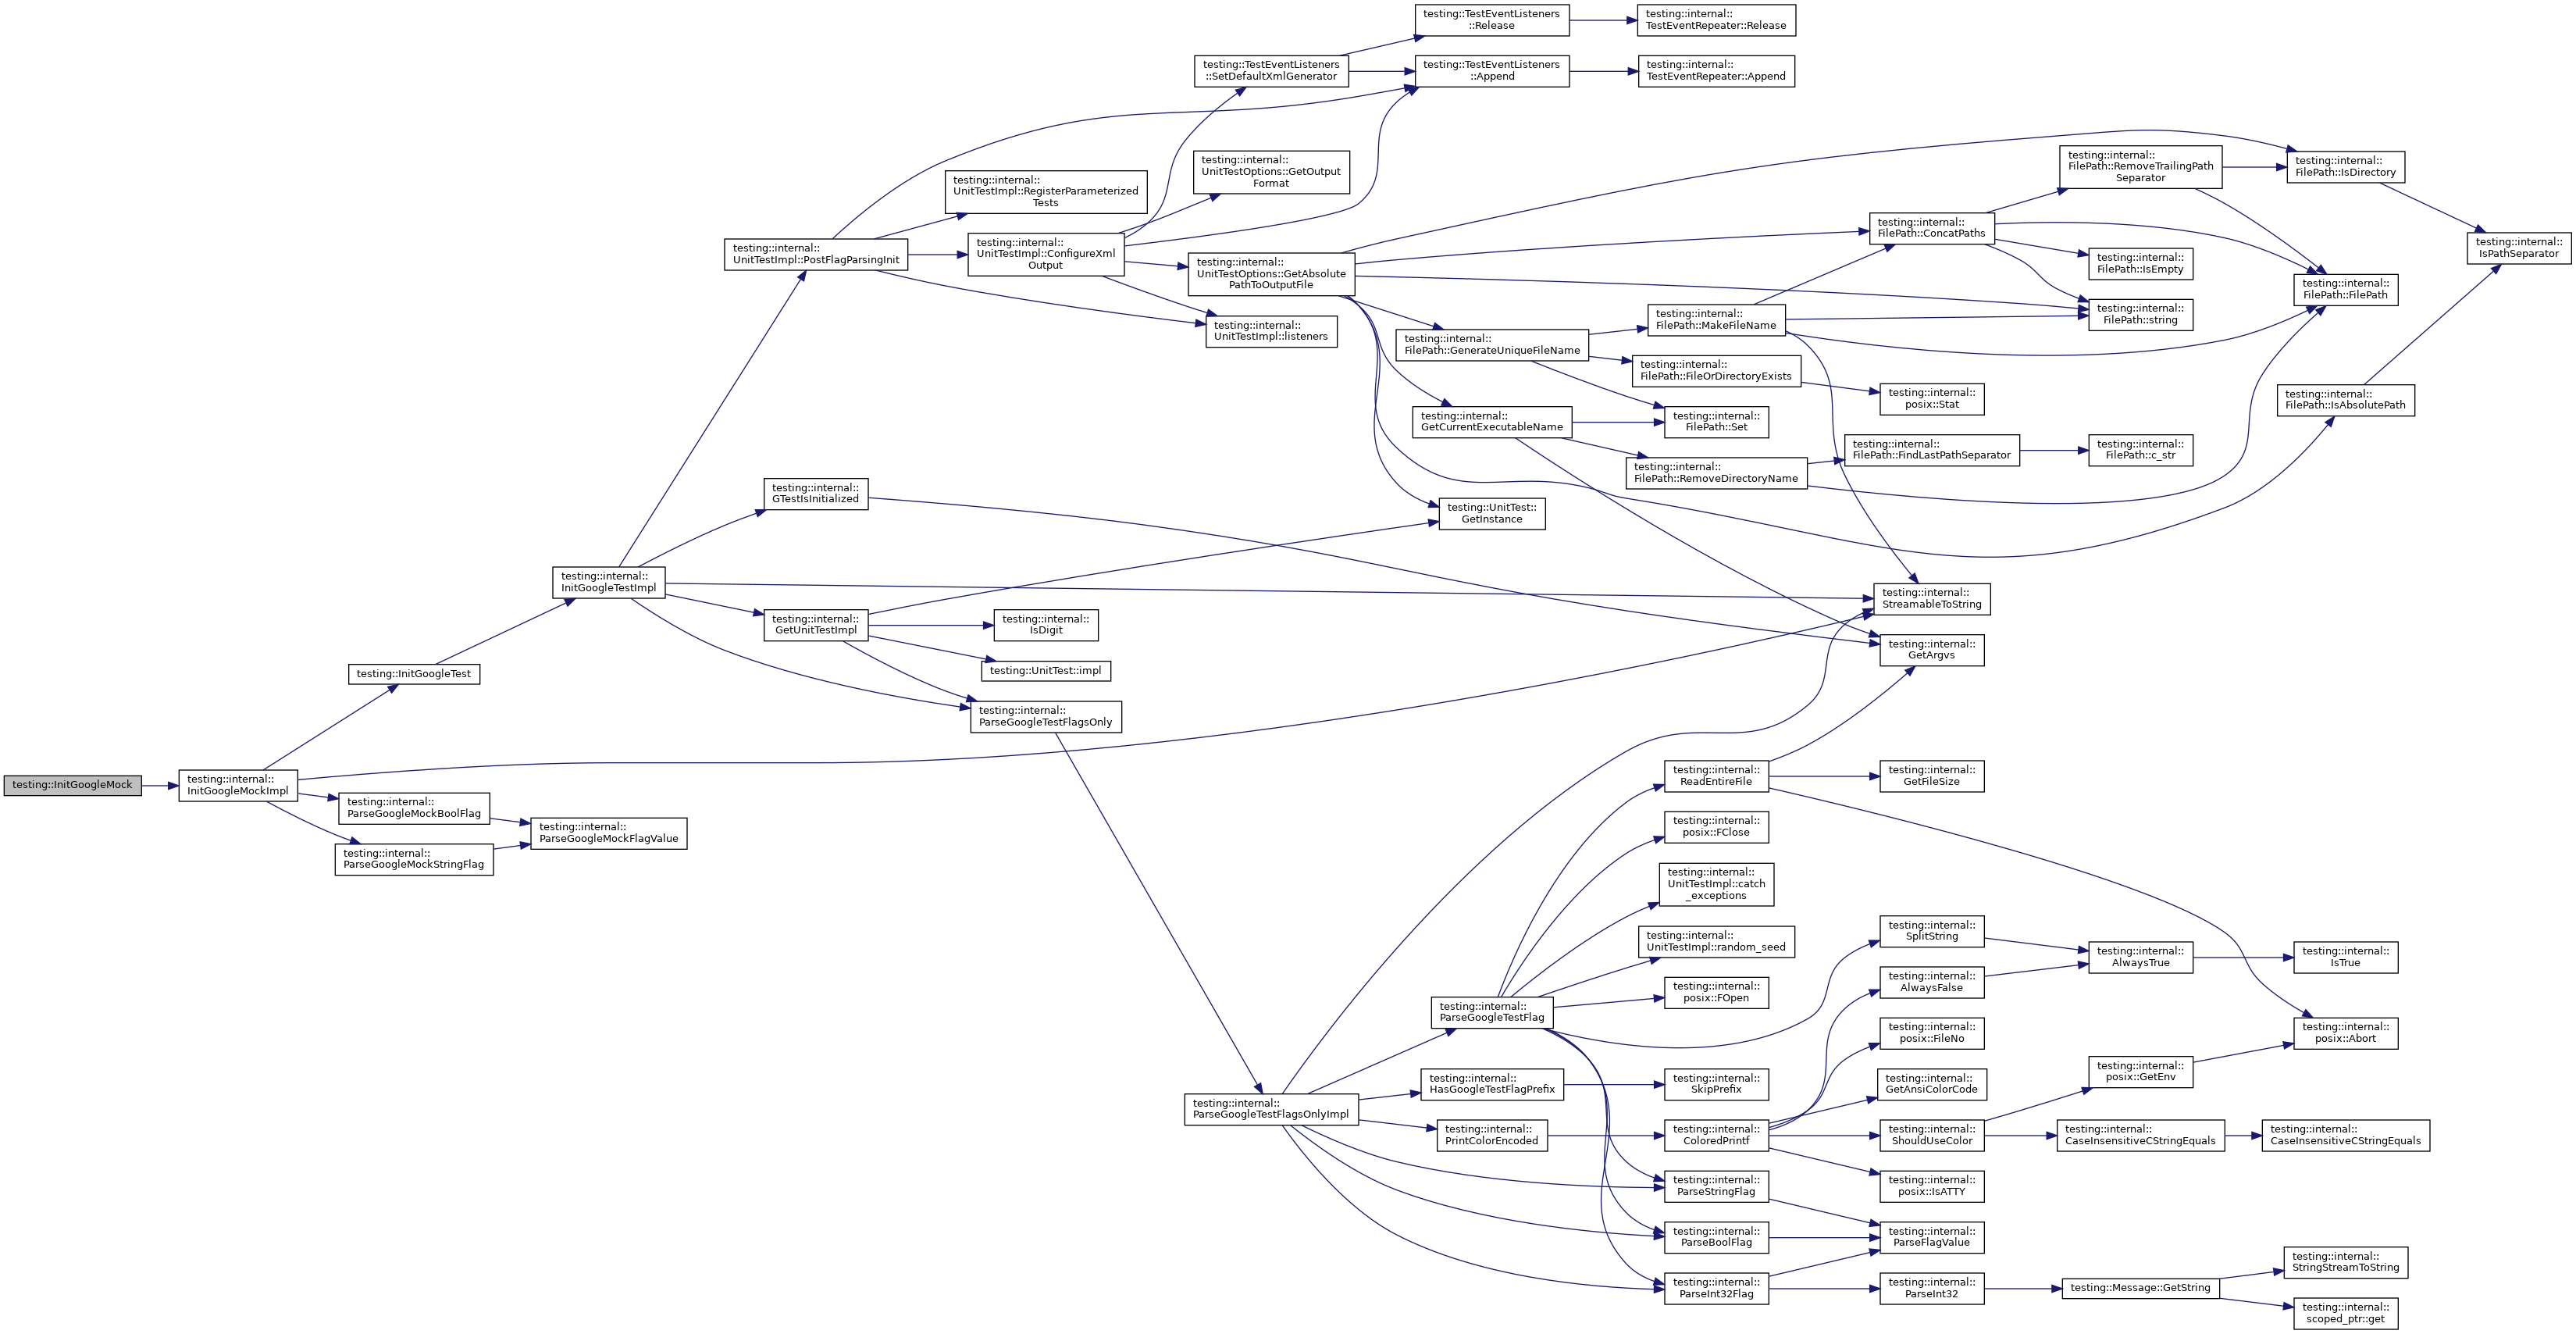 testing::InitGoogleMock
testing::internal::
InitGoogleMockImpl
testing::InitGoogleTest
testing::internal::
ParseGoogleMockBoolFlag
testing::internal::
ParseGoogleMockStringFlag
testing::internal::
ParseGoogleMockFlagValue
testing::internal::
InitGoogleTestImpl
testing::internal::
UnitTestImpl::PostFlagParsingInit
testing::internal::
GTestIsInitialized
testing::internal::
GetUnitTestImpl
testing::internal::
UnitTestImpl::RegisterParameterized
Tests
testing::internal::
UnitTestImpl::ConfigureXml
Output
testing::internal::
IsDigit
testing::UnitTest::impl
testing::internal::
ParseGoogleTestFlagsOnly
testing::TestEventListeners
::SetDefaultXmlGenerator
testing::internal::
UnitTestOptions::GetOutput
Format
testing::internal::
UnitTestOptions::GetAbsolute
PathToOutputFile
testing::internal::
UnitTestImpl::listeners
testing::internal::
ParseGoogleTestFlagsOnlyImpl
testing::TestEventListeners
::Release
testing::TestEventListeners
::Append
testing::internal::
FilePath::GenerateUniqueFileName
testing::internal::
GetCurrentExecutableName
testing::UnitTest::
GetInstance
testing::internal::
ParseGoogleTestFlag
testing::internal::
HasGoogleTestFlagPrefix
testing::internal::
PrintColorEncoded
testing::internal::
TestEventRepeater::Release
testing::internal::
TestEventRepeater::Append
testing::internal::
FilePath::MakeFileName
testing::internal::
FilePath::FileOrDirectoryExists
testing::internal::
FilePath::Set
testing::internal::
FilePath::RemoveDirectoryName
testing::internal::
ReadEntireFile
testing::internal::
posix::FClose
testing::internal::
UnitTestImpl::catch
_exceptions
testing::internal::
UnitTestImpl::random_seed
testing::internal::
posix::FOpen
testing::internal::
SkipPrefix
testing::internal::
ColoredPrintf
testing::internal::
ParseStringFlag
testing::internal::
ParseBoolFlag
testing::internal::
ParseInt32Flag
testing::internal::
FilePath::ConcatPaths
testing::internal::
posix::Stat
testing::internal::
FilePath::FindLastPathSeparator
testing::internal::
StreamableToString
testing::internal::
GetArgvs
testing::internal::
GetFileSize
testing::internal::
SplitString
testing::internal::
AlwaysFalse
testing::internal::
posix::FileNo
testing::internal::
GetAnsiColorCode
testing::internal::
ShouldUseColor
testing::internal::
posix::IsATTY
testing::internal::
ParseFlagValue
testing::internal::
ParseInt32
testing::internal::
FilePath::RemoveTrailingPath
Separator
testing::internal::
FilePath::IsEmpty
testing::internal::
FilePath::string
testing::internal::
FilePath::c_str
testing::internal::
AlwaysTrue
testing::internal::
posix::GetEnv
testing::internal::
CaseInsensitiveCStringEquals
testing::Message::GetString
testing::internal::
FilePath::IsDirectory
testing::internal::
FilePath::FilePath
testing::internal::
FilePath::IsAbsolutePath
testing::internal::
IsTrue
testing::internal::
posix::Abort
testing::internal::
CaseInsensitiveCStringEquals
testing::internal::
StringStreamToString
testing::internal::
scoped_ptr::get
testing::internal::
IsPathSeparator